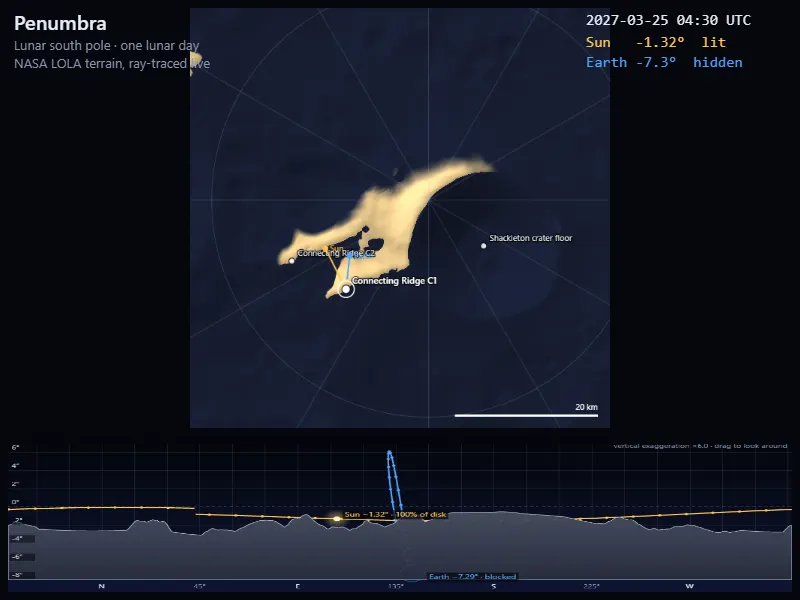 Penumbra
Lunar south pole · one lunar day
NASA LOLA terrain, ray-traced live
2027-03-25 04:30 UTC
Sun -1.32° lit
Earth -7.3° hidden
Sun
Connecting Ridge C2
Shackleton crater floor
Connecting Ridge C1
20 km
vertical exaggeration ×6.0 · drag to look around
6°
4°
2°
0°
-2°
-4°
-6°
-8°
Sun -1.32° · 100% of disk
Earth -7.29° · blocked
N 45° E 135° S 225° W